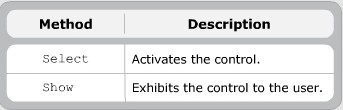 Method Description
Select Activates the control.
Show Exhibits the control to the user.